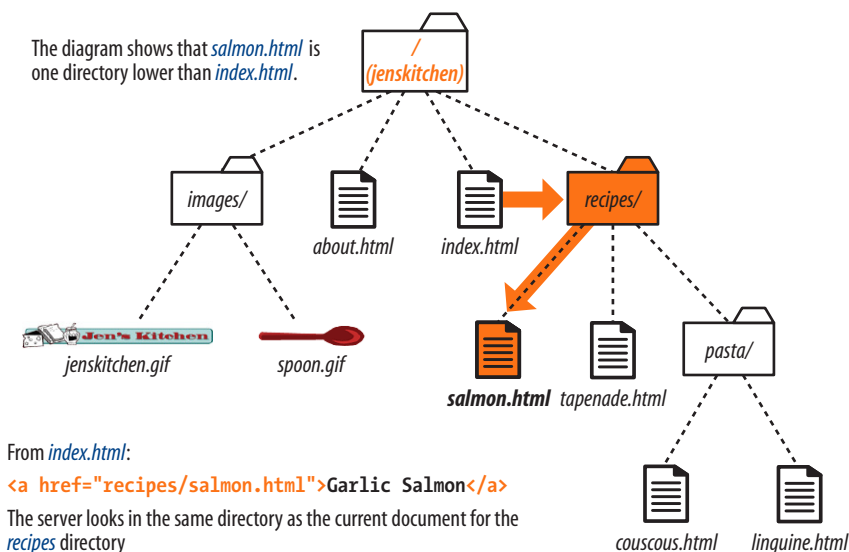 The diagram shows that salmon.html is
one directory lower than index.html.
/
(jenskitchen)
images/
about.html
index.html
recipes/
Jen's Kitchen
jenskitchen.gif
spoon.gif
salmon.html
tapenade.html
pasta/
From index.html:
<a href="recipes/salmon.html">Garlic Salmon</a>
The server looks in the same directory as the current document for the
recipes directory
couscous.html
linguine.html